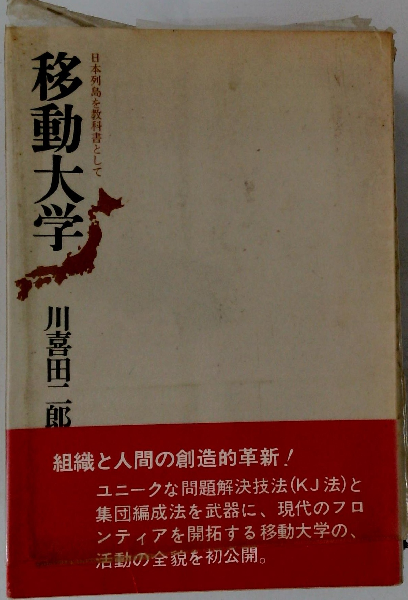 日本列島を教科書として
移動大学
川喜田二郎
組織と人間の創造的革新!
ユニークな問題解決技法(KJ法)と
集団編成法を武器に、現代のフロ
ンティアを開拓する移動大学の、
活動の全貌を初公開。